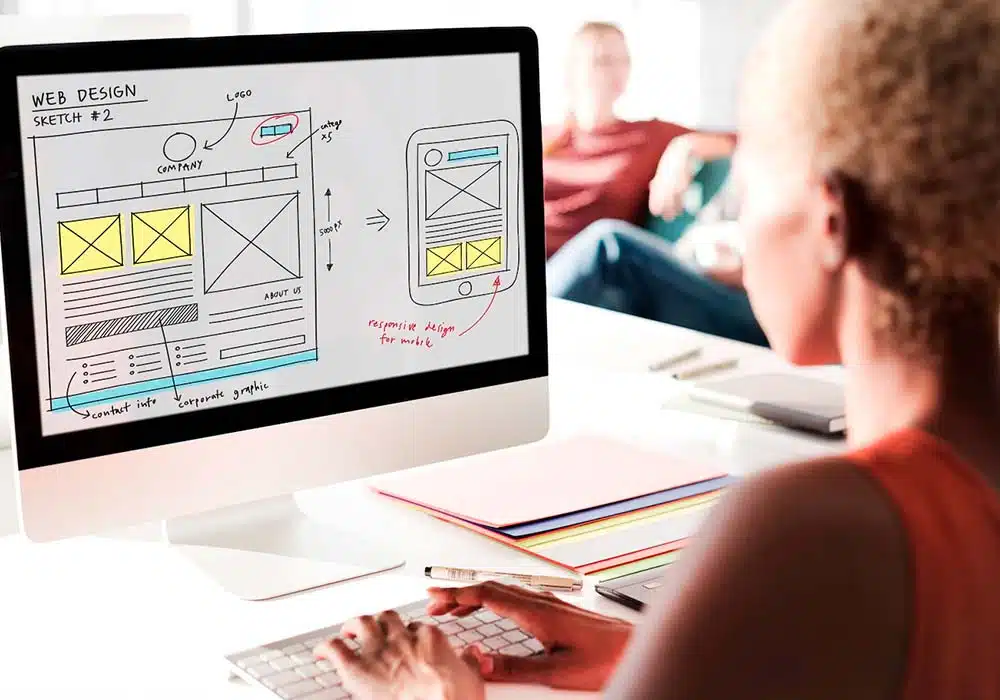 WEB DESIGN
SKETCH #2
LOGO
COMPANY
catego
x5
5000 px
ABOUT US
responsive design
for mobile
contact info
corporate graphic